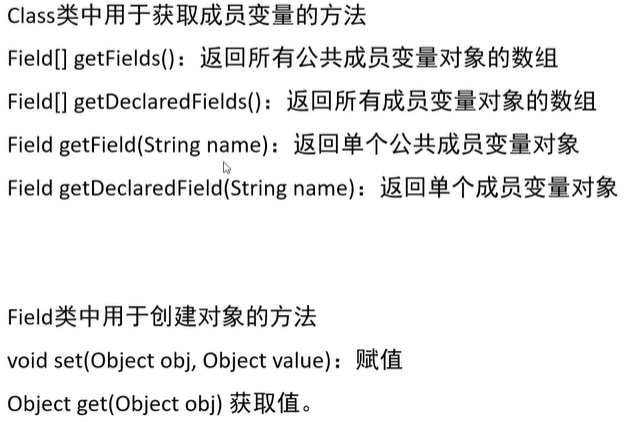 Class类中用于获取成员变量的方法
Field[] getFields()：返回所有公共成员变量对象的数组
Field[] getDeclaredFields()：返回所有成员变量对象的数组
Field getField(String name)：返回单个公共成员变量对象
Field getDeclaredField(String name)：返回单个成员变量对象
Field类中用于创建对象的方法
void set(Object obj, Object value)：赋值
Object get(Object obj) 获取值。